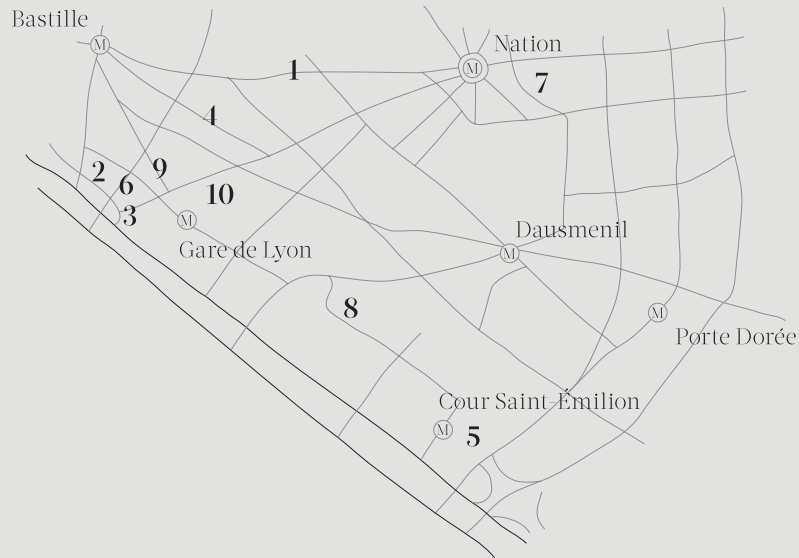 Bastille
M
1
Nation
M
7
4
2
6
9
10
3
M
Gare de Lyon
Dausmenil
M
8
M
Porte Dorée
Cour Saint-Émilion
M
5